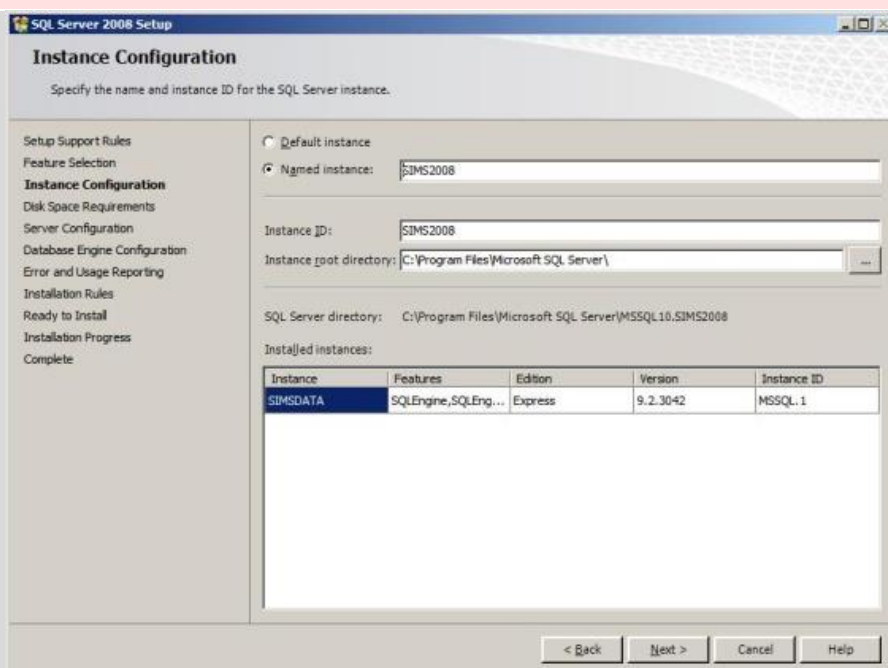 SQL Server 2008 Setup
Instance Configuration
Specify the name and instance ID for the SQL Server instance.
Setup Support Rules
Feature Selection
Instance Configuration
Disk Space Requirements
Server Configuration
Database Engine Configuration
Error and Usage Reporting
Installation Rules
Ready to Install
Installation Progress
Complete
Default instance
Named instance: SIMS2008
Instance ID: SIMS2008
Instance root directory: C:\Program Files\Microsoft SQL Server\ ...
SQL Server directory: C:\Program Files\Microsoft SQL Server\MSSQL10.SIMS2008
Installed instances:
Instance Features Edition Version Instance ID
SIMSDATA SQLEngine,SQLEng... Express 9.2.3042 MSSQL.1
< Back Next > Cancel Help